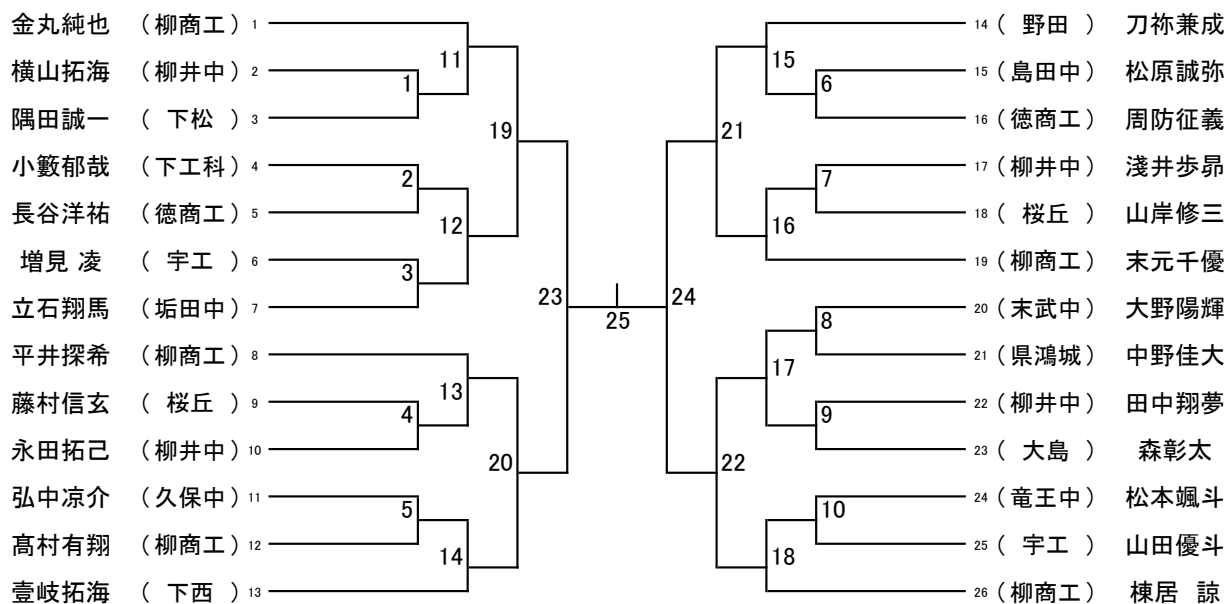 金丸純也 (柳商工) 1
横山拓海 (柳井中) 2
隅田誠一 ( 下松 ) 3
小籔郁哉 (下工科) 4
長谷洋祐 (徳商工) 5
増見 凌 ( 宇工 ) 6
立石翔馬 (垢田中) 7
平井探希 (柳商工) 8
藤村信玄 ( 桜丘 ) 9
永田拓己 (柳井中) 10
弘中凉介 (久保中) 11
髙村有翔 (柳商工) 12
壹岐拓海 ( 下西 ) 13
1
2
3
4
5
11
12
13
14
19
20
23
25
24
21
22
15
16
17
18
6
7
8
9
10
14 ( 野田 ) 刀祢兼成
15 (島田中) 松原誠弥
16 (徳商工) 周防征義
17 (柳井中) 淺井歩昴
18 ( 桜丘 ) 山岸修三
19 (柳商工) 末元千優
20 (末武中) 大野陽輝
21 (県鴻城) 中野佳大
22 (柳井中) 田中翔夢
23 ( 大島 ) 森彰太
24 (竜王中) 松本颯斗
25 ( 宇工 ) 山田優斗
26 (柳商工) 棟居 諒